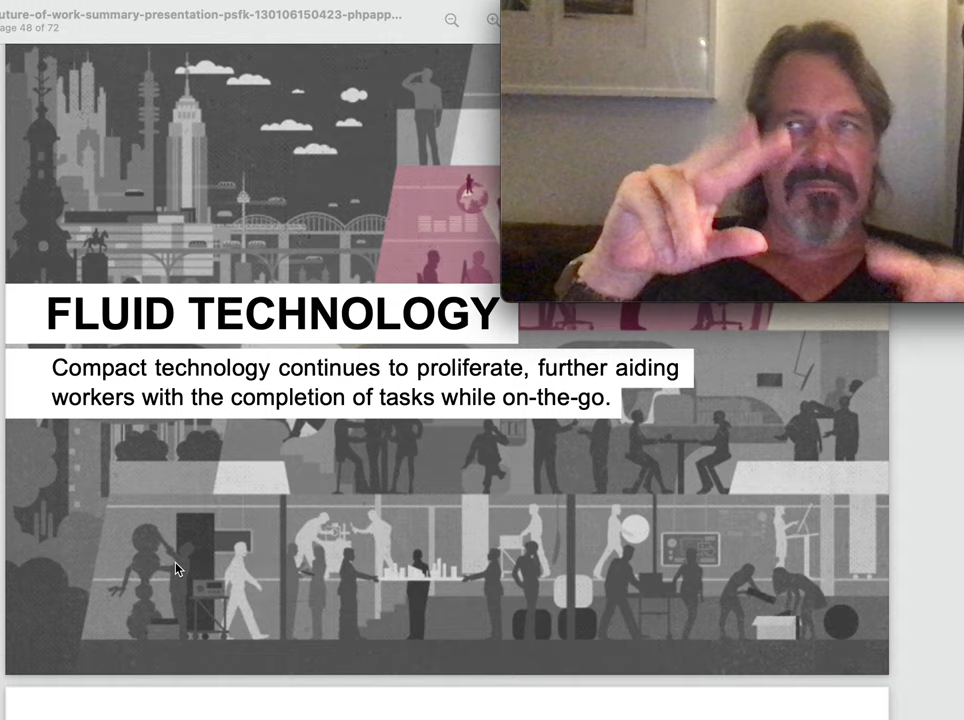 uture-of-work-summary-presentation-psfk-130106150423-phpapp...
age 48 of 72
FLUID TECHNOLOGY
Compact technology continues to proliferate, further aiding
workers with the completion of tasks while on-the-go.